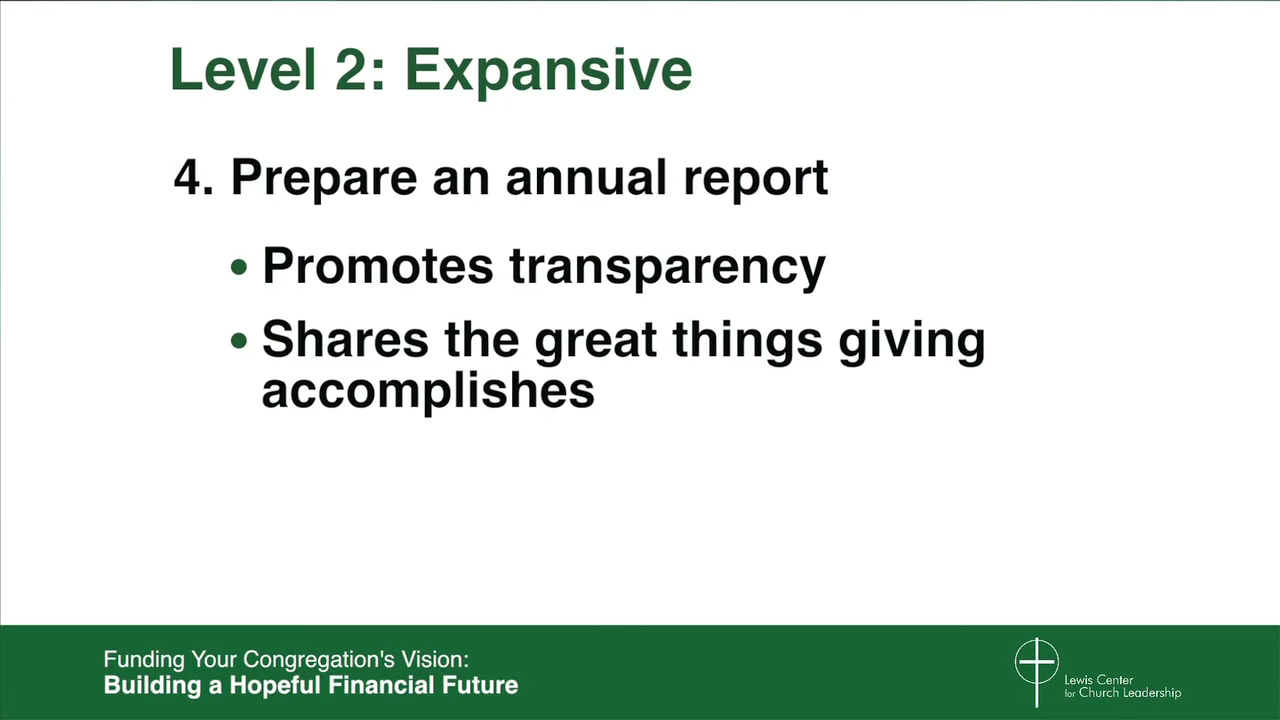 Level 2: Expansive
4. Prepare an annual report
• Promotes transparency
• Shares the great things giving
accomplishes
Funding Your Congregation's Vision:
Building a Hopeful Financial Future
Lewis Center
for Church Leadership